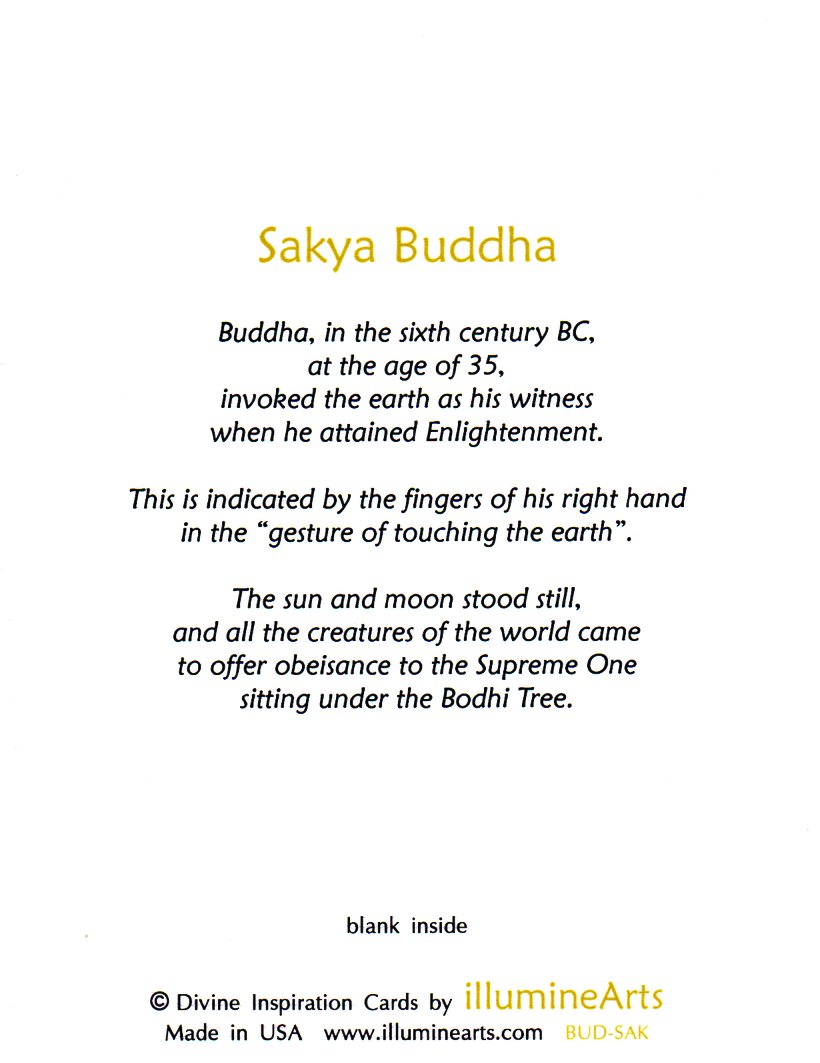 Sakya Buddha
Buddha, in the sixth century BC,
at the age of 35,
invoked the earth as his witness
when he attained Enlightenment.
This is indicated by the fingers of his right hand
in the “gesture of touching the earth”.
The sun and moon stood still,
and all the creatures of the world came
to offer obeisance to the Supreme One
sitting under the Bodhi Tree.
blank inside
© Divine Inspiration Cards by illumineArts
Made in USA www.illuminearts.com BUD-SAK